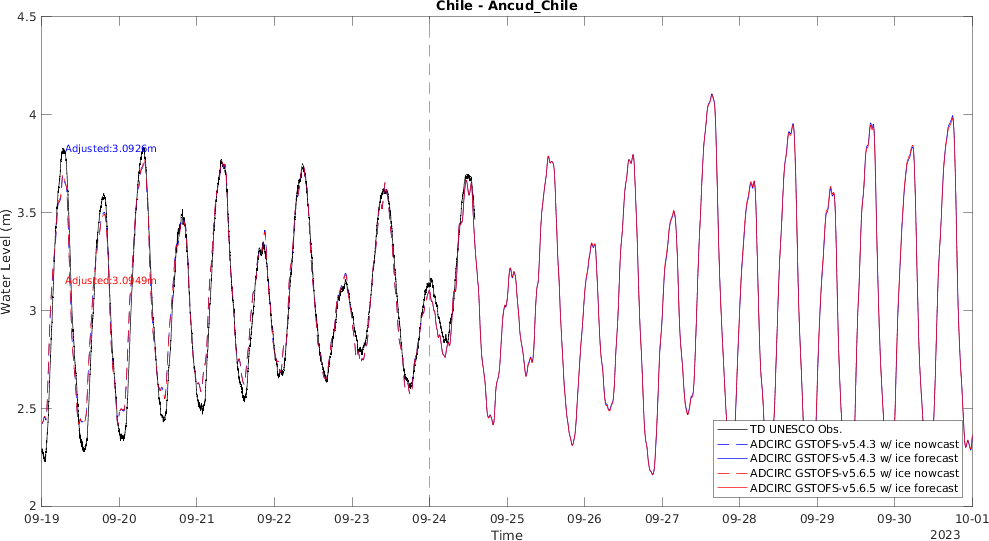 Chile - Ancud_Chile
4.5
4
3.5
3
2.5
2
Water Level (m)
Adjusted:3.0926m
Adjusted:3.0949m
TD UNESCO Obs.
ADCIRC GSTOFS-v5.4.3 w/ ice nowcast
ADCIRC GSTOFS-v5.4.3 w/ ice forecast
ADCIRC GSTOFS-v5.6.5 w/ ice nowcast
ADCIRC GSTOFS-v5.6.5 w/ ice forecast
09-19 09-20 09-21 09-22 09-23 09-24 09-25 09-26 09-27 09-28 09-29 09-30 10-01
Time
2023